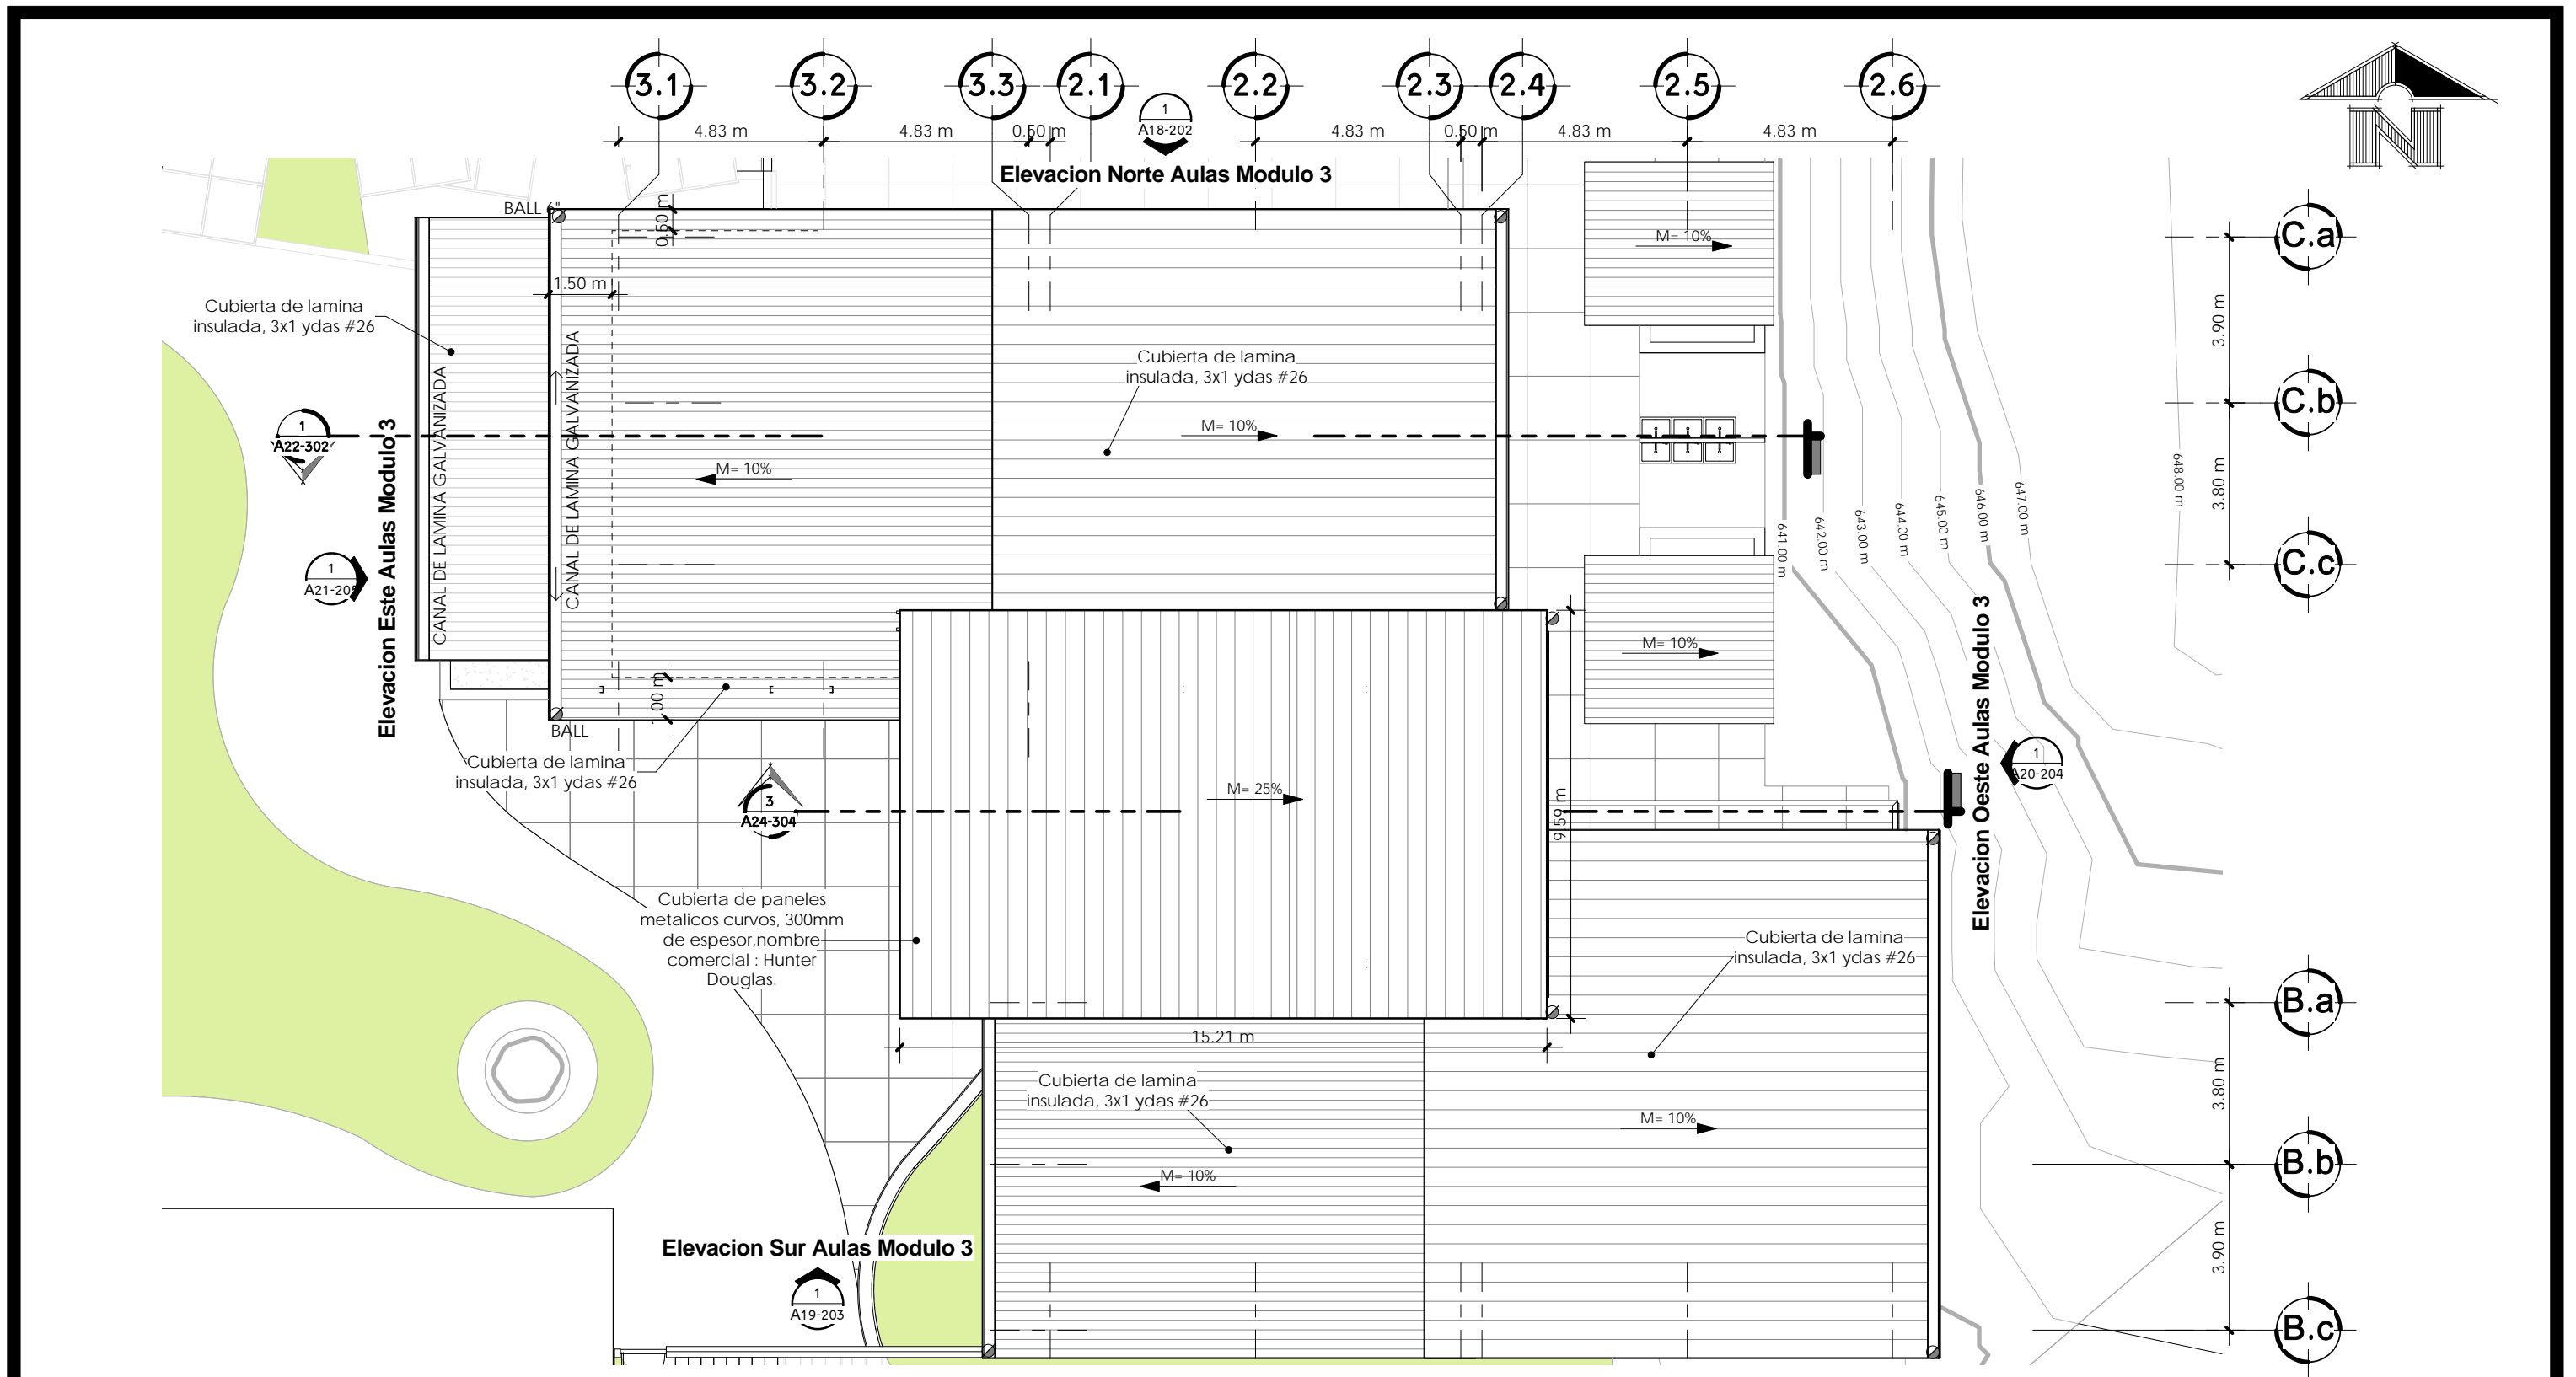 3.1
3.2
3.3
2.1
2.2
2.3
2.4
2.5
2.6
4.83 m
4.83 m
0.50 m
4.83 m
0.50 m
4.83 m
4.83 m
1
A18-202
Elevacion Norte Aulas Modulo 3
N
BALL 6"
0.50 m
1.50 m
M= 10%
Cubierta de lamina
insulada, 3x1 ydas #26
CANAL DE LAMINA GALVANIZADA
CANAL DE LAMINA GALVANIZADA
Cubierta de lamina
insulada, 3x1 ydas #26
M= 10%
M= 10%
1
A22-302
Elevacion Este Aulas Modulo 3
1
A21-205
C.a
3.90 m
C.b
3.80 m
C.c
641.00 m
642.00 m
643.00 m
644.00 m
645.00 m
646.00 m
647.00 m
648.00 m
M= 10%
1.00 m
BALL
Cubierta de lamina
insulada, 3x1 ydas #26
3
A24-304
M= 25%
9.59 m
Elevacion Oeste Aulas Modulo 3
1
A20-204
Cubierta de paneles
metalicos curvos, 300mm
de espesor,nombre
comercial : Hunter
Douglas.
Cubierta de lamina
insulada, 3x1 ydas #26
15.21 m
Cubierta de lamina
insulada, 3x1 ydas #26
M= 10%
M= 10%
B.a
3.80 m
B.b
3.90 m
B.c
Elevacion Sur Aulas Modulo 3
1
A19-203